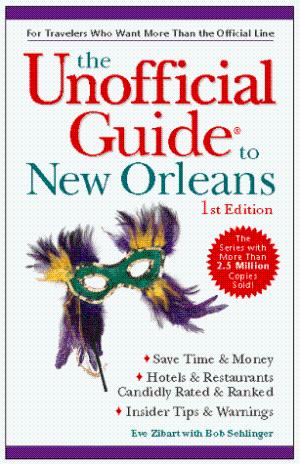 For Travelers Who Want More Than the Official Line
the
Unofficial
Guide® to
New Orleans
1st Edition
The
Series with
More Than
2.5 Million
Copies
Sold!
♦ Save Time & Money
♦ Hotels & Restaurants
Candidly Rated & Ranked
♦ Insider Tips & Warnings
Eve Zibart with Bob Sehlinger